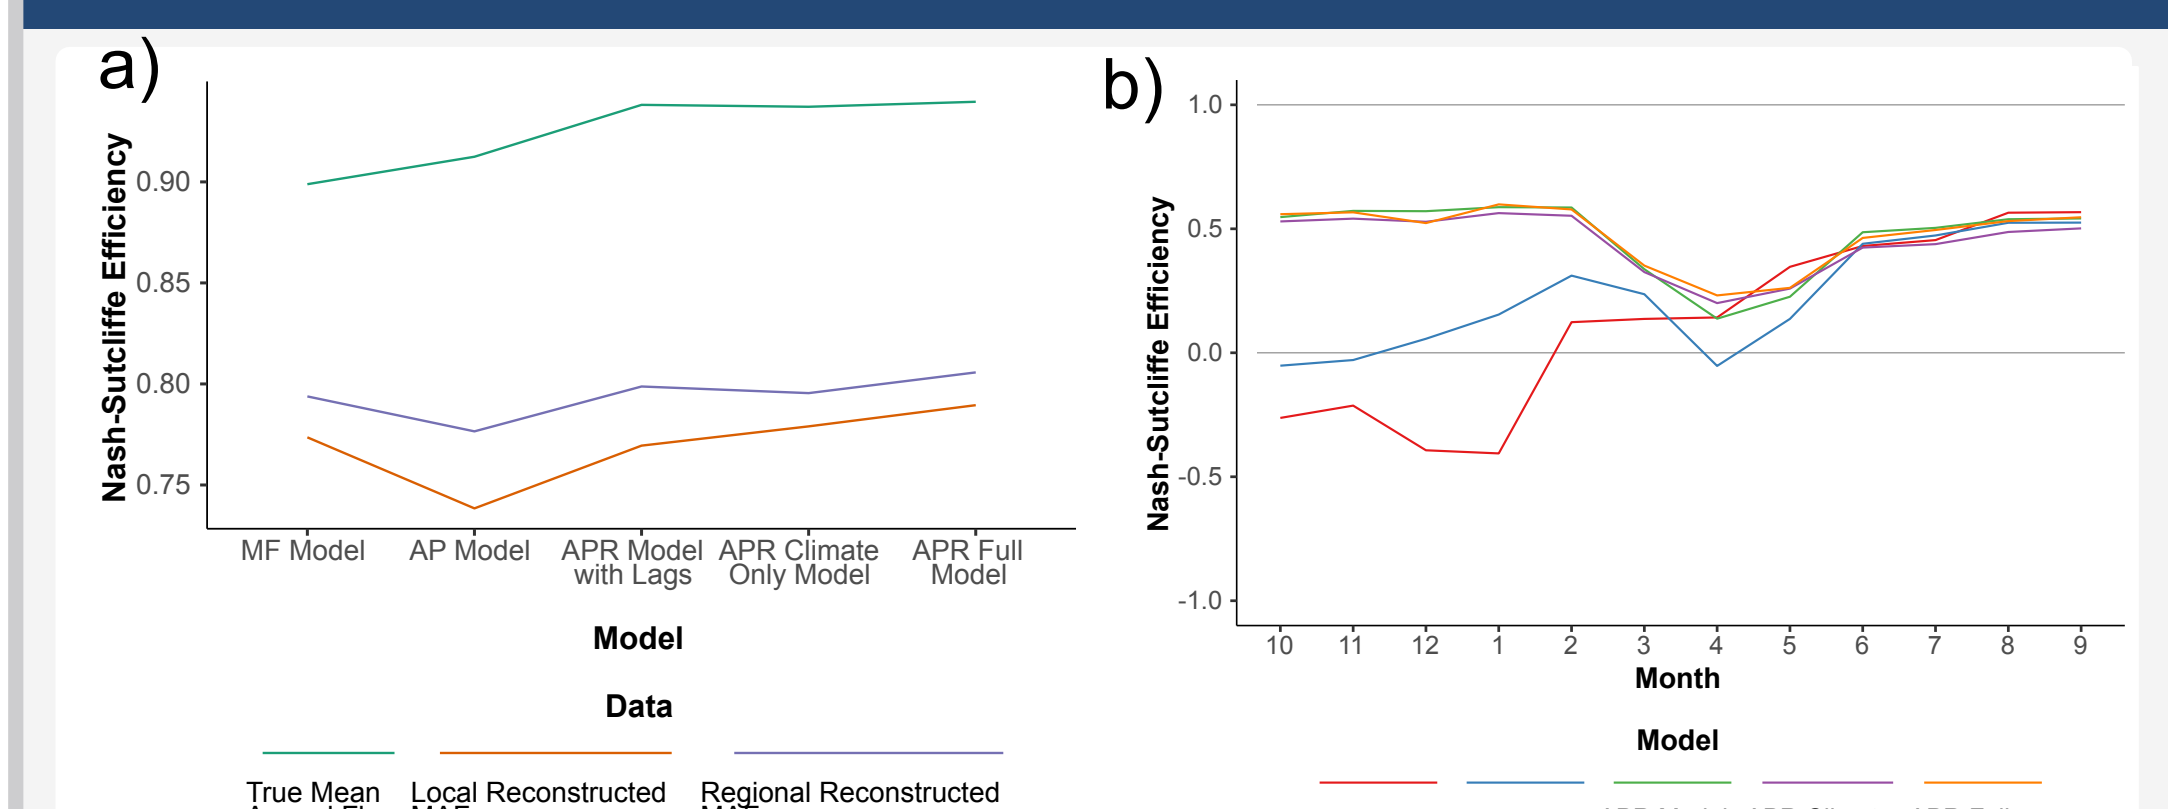 a)
Nash-Sutcliffe Efficiency
0.90
0.85
0.80
0.75
MF Model AP Model APR Model APR Climate APR Full
with Lags Only Model Model
Model
Data
True Mean Local Reconstructed Regional Reconstructed
b)
Nash-Sutcliffe Efficiency
1.0
0.5
0.0
-0.5
-1.0
10 11 12 1 2 3 4 5 6 7 8 9
Month
Model